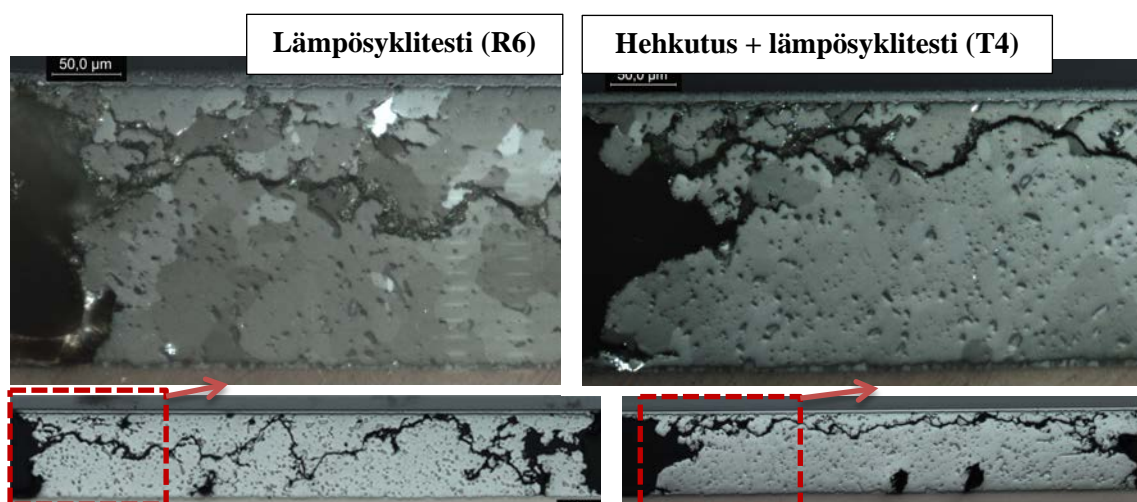 Lämpösyklitesti (R6)
Hehkutus + lämpösyklitesti (T4)
50,0 µm
50,0 µm